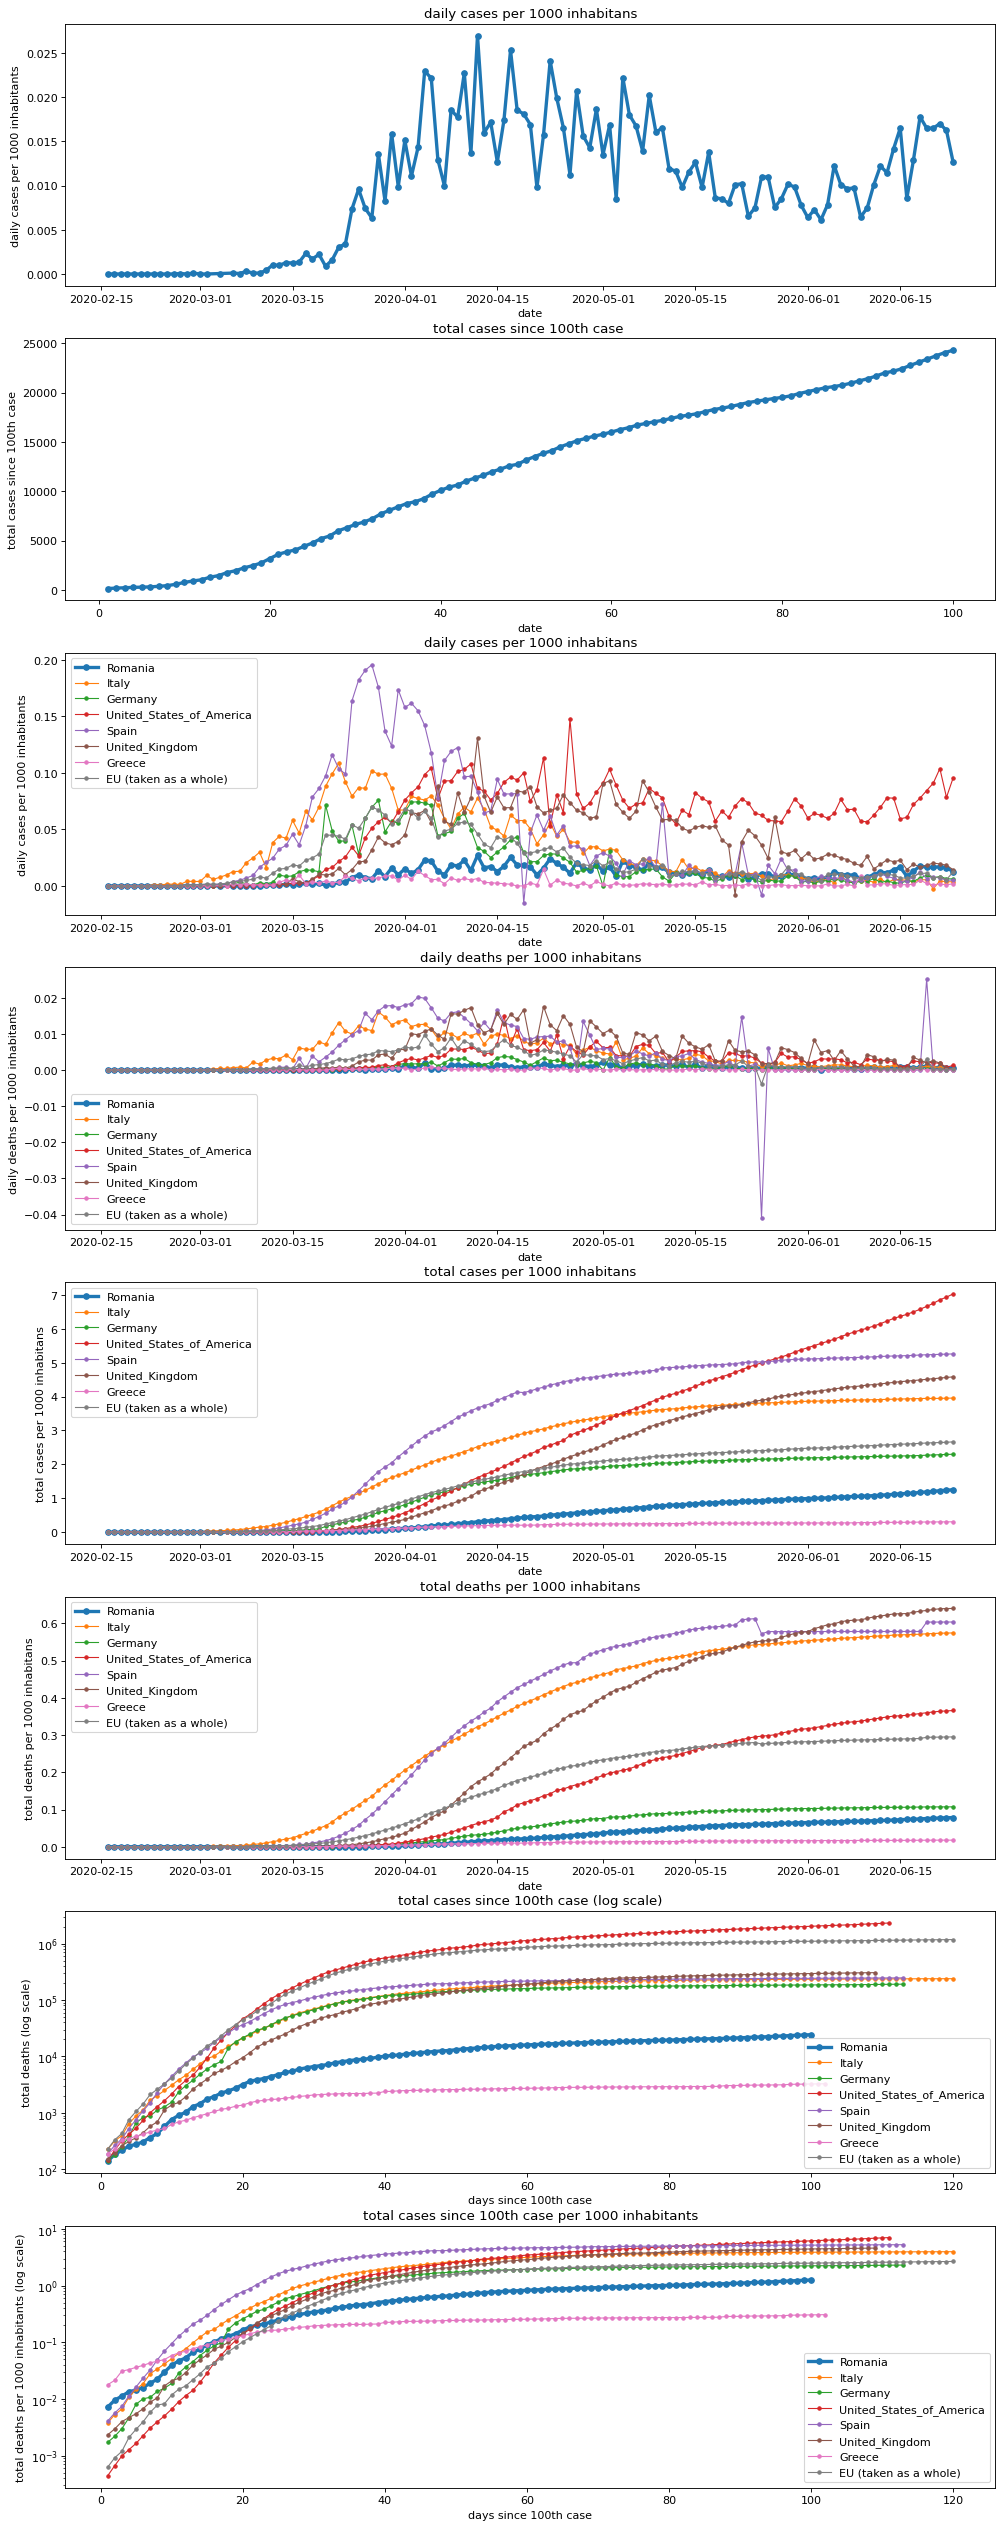 daily cases per 1000 inhabitans
daily cases per 1000 inhabitants
0.025
0.020
0.015
0.010
0.005
0.000
2020-02-15 2020-03-01 2020-03-15 2020-04-01 2020-04-15 2020-05-01 2020-05-15 2020-06-01 2020-06-15
date
total cases since 100th case
total cases since 100th case
25000
20000
15000
10000
5000
0
0 20 40 60 80 100
date
daily cases per 1000 inhabitans
daily cases per 1000 inhabitants
0.20
0.15
0.10
0.05
0.00
Romania
Italy
Germany
United_States_of_America
Spain
United_Kingdom
Greece
EU (taken as a whole)
2020-02-15 2020-03-01 2020-03-15 2020-04-01 2020-04-15 2020-05-01 2020-05-15 2020-06-01 2020-06-15
date
daily deaths per 1000 inhabitans
daily deaths per 1000 inhabitants
0.02
0.01
0.00
−0.01
−0.02
−0.03
−0.04
Romania
Italy
Germany
United_States_of_America
Spain
United_Kingdom
Greece
EU (taken as a whole)
2020-02-15 2020-03-01 2020-03-15 2020-04-01 2020-04-15 2020-05-01 2020-05-15 2020-06-01 2020-06-15
date
total cases per 1000 inhabitans
total cases per 1000 inhabitans
7
6
5
4
3
2
1
0
Romania
Italy
Germany
United_States_of_America
Spain
United_Kingdom
Greece
EU (taken as a whole)
2020-02-15 2020-03-01 2020-03-15 2020-04-01 2020-04-15 2020-05-01 2020-05-15 2020-06-01 2020-06-15
date
total deaths per 1000 inhabitans
total deaths per 1000 inhabitans
0.6
0.5
0.4
0.3
0.2
0.1
0.0
Romania
Italy
Germany
United_States_of_America
Spain
United_Kingdom
Greece
EU (taken as a whole)
2020-02-15 2020-03-01 2020-03-15 2020-04-01 2020-04-15 2020-05-01 2020-05-15 2020-06-01 2020-06-15
date
total cases since 100th case (log scale)
total deaths (log scale)
10⁶
10⁵
10⁴
10³
10²
Romania
Italy
Germany
United_States_of_America
Spain
United_Kingdom
Greece
EU (taken as a whole)
0 20 40 60 80 100 120
days since 100th case
total cases since 100th case per 1000 inhabitants
total deaths per 1000 inhabitants (log scale)
10¹
10⁰
10⁻¹
10⁻²
10⁻³
Romania
Italy
Germany
United_States_of_America
Spain
United_Kingdom
Greece
EU (taken as a whole)
0 20 40 60 80 100 120
days since 100th case